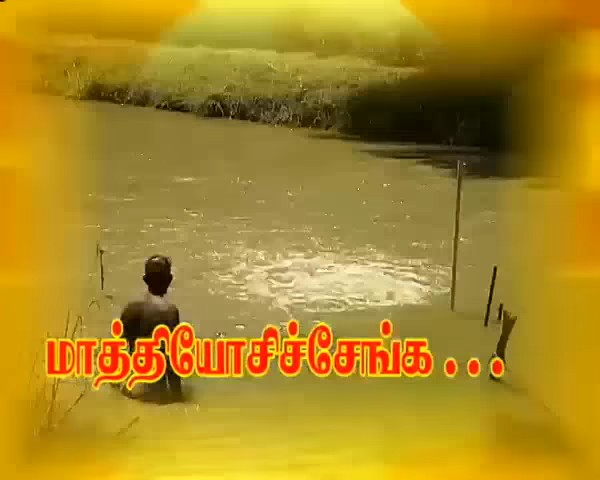 மாத்தியோசிச்சேங்க . . .